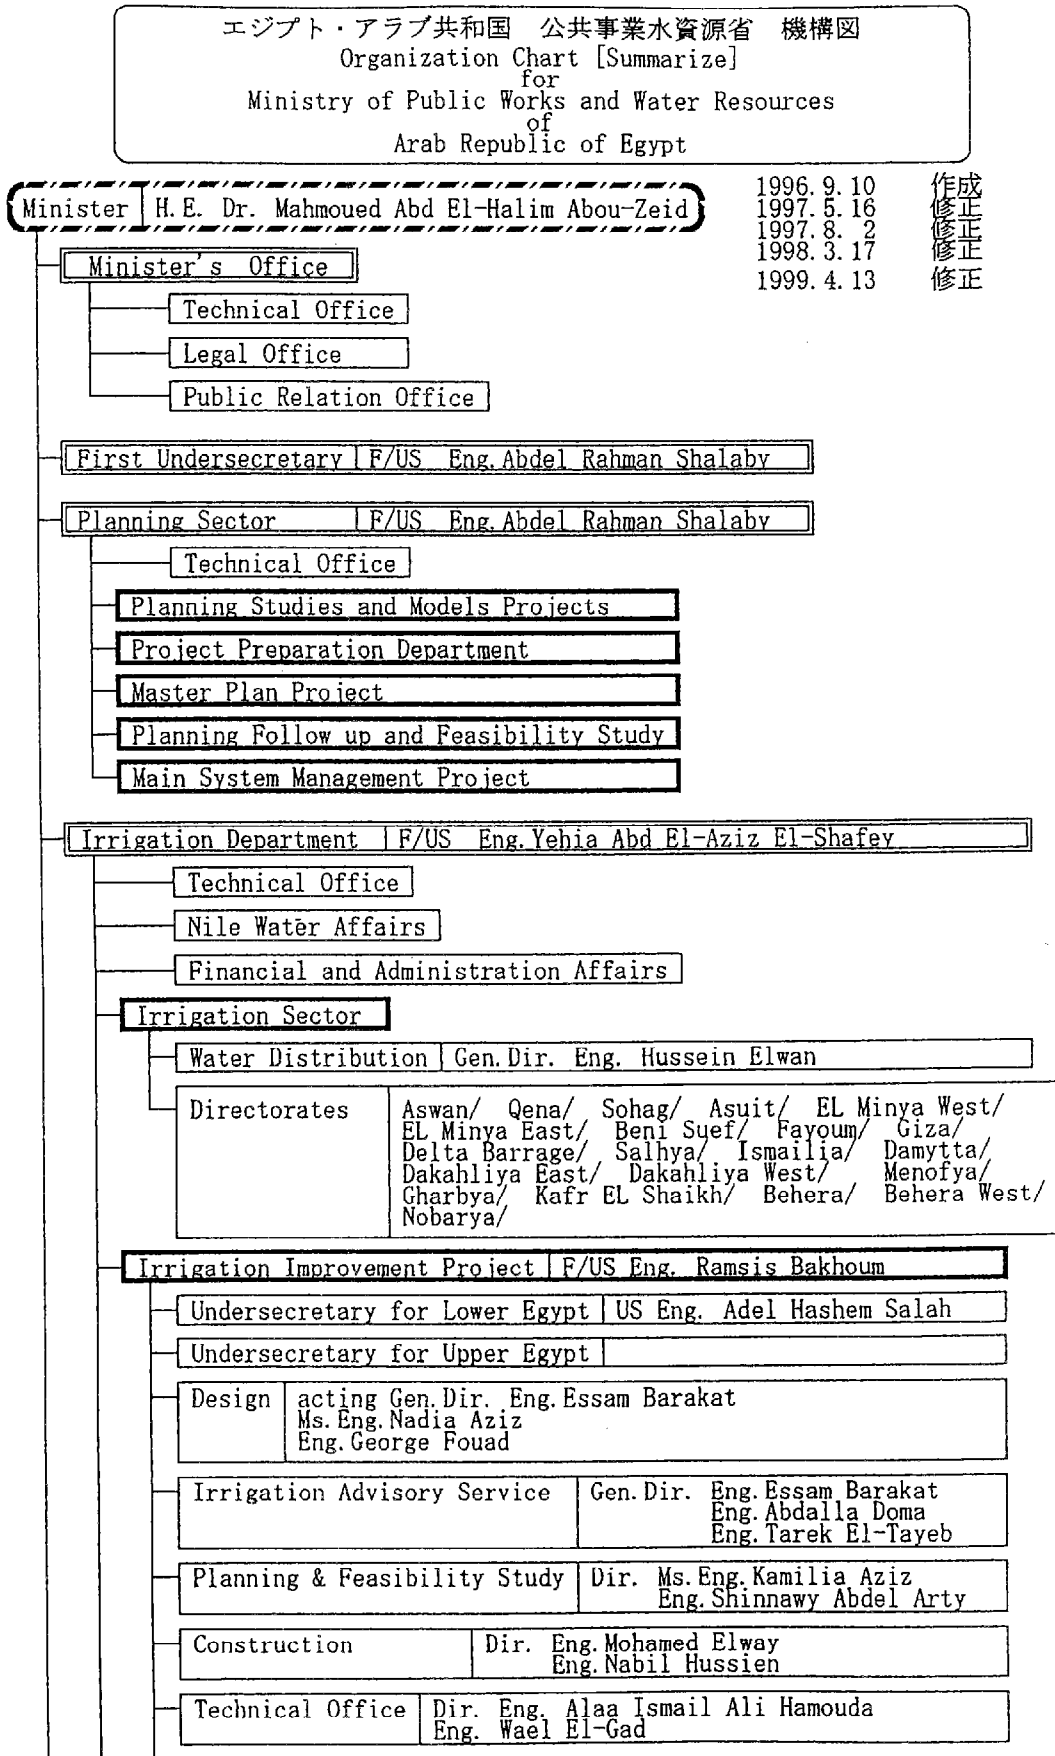 エジプト・アラブ共和国　公共事業水資源省　機構図
Organization Chart [Summarize]
for
Ministry of Public Works and Water Resources
of
Arab Republic of Egypt
1996. 9. 10 作成
1997. 5. 16 修正
1997. 8. 2 修正
1998. 3. 17 修正
1999. 4. 13 修正
Minister H.E. Dr. Mahmoued Abd El-Halim Abou-Zeid
Minister's Office
Technical Office
Legal Office
Public Relation Office
First Undersecretary F/US Eng. Abdel Rahman Shalaby
Planning Sector F/US Eng. Abdel Rahman Shalaby
Technical Office
Planning Studies and Models Projects
Project Preparation Department
Master Plan Project
Planning Follow up and Feasibility Study
Main System Management Project
Irrigation Department F/US Eng. Yehia Abd El-Aziz El-Shafey
Technical Office
Nile Water Affairs
Financial and Administration Affairs
Irrigation Sector
Water Distribution Gen. Dir. Eng. Hussein Elwan
Directorates Aswan/ Qena/ Sohag/ Asuit/ EL Minya West/
EL Minya East/ Beni Suef/ Fayoum/ Giza/
Delta Barrage/ Salhya/ Ismailia/ Damytta/
Dakahliya East/ Dakahliya West/ Menofya/
Gharbya/ Kafr EL Shaikh/ Behera/ Behera West/
Nobarya/
Irrigation Improvement Project F/US Eng. Ramsis Bakhoum
Undersecretary for Lower Egypt US Eng. Adel Hashem Salah
Undersecretary for Upper Egypt
Design acting Gen. Dir. Eng. Essam Barakat
Ms. Eng. Nadia Aziz
Eng. George Fouad
Irrigation Advisory Service Gen. Dir. Eng. Essam Barakat
Eng. Abdalla Doma
Eng. Tarek El-Tayeb
Planning & Feasibility Study Dir. Ms. Eng. Kamilia Aziz
Eng. Shinnawy Abdel Arty
Construction Dir. Eng. Mohamed Elway
Eng. Nabil Hussien
Technical Office Dir. Eng. Alaa Ismail Ali Hamouda
Eng. Wael El-Gad